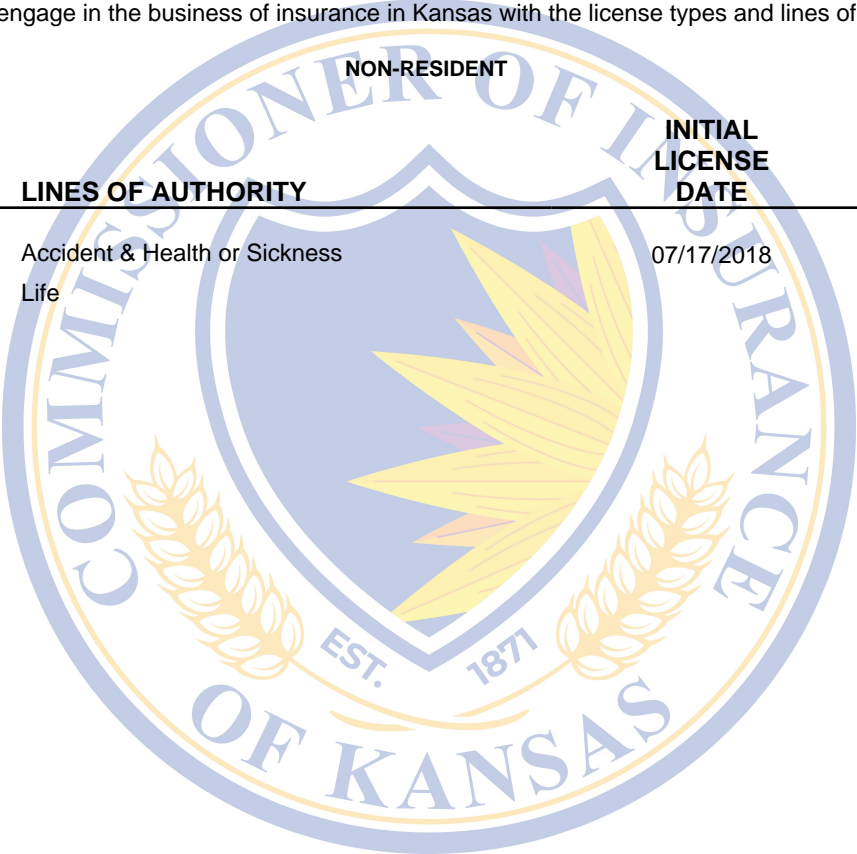 engage in the business of insurance in Kansas with the license types and lines of
NON-RESIDENT
INITIAL
LICENSE
LINES OF AUTHORITY DATE
Accident & Health or Sickness 07/17/2018
Life
COMMISSIONER OF INSURANCE
EST. 1871
OF KANSAS